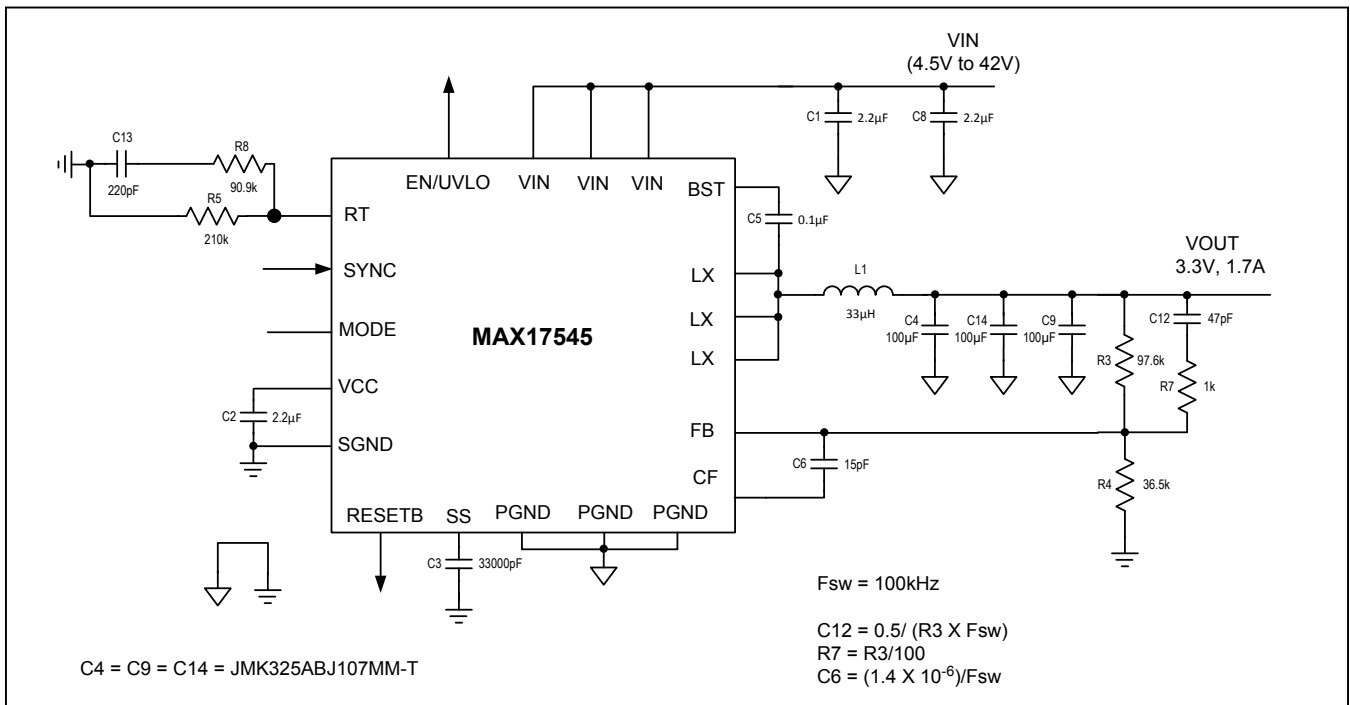 VIN
(4.5V to 42V)
C1 2.2µF
C8 2.2µF
C13
220pF
R8
90.9k
R5
210k
EN/UVLO VIN VIN VIN
BST
RT
C5 0.1µF
SYNC
LX
MODE
LX
LX
MAX17545
L1
33µH
VOUT
3.3V, 1.7A
C4
100µF
C14
100µF
C9
100µF
C12 47pF
R3 97.6k
R7 1k
VCC
C2 2.2µF
SGND
FB
CF
C6 15pF
R4 36.5k
RESETB SS PGND PGND PGND
C3 33000pF
Fsw = 100kHz
C12 = 0.5/ (R3 X Fsw)
R7 = R3/100
C6 = (1.4 X 10⁻⁶)/Fsw
C4 = C9 = C14 = JMK325ABJ107MM-T